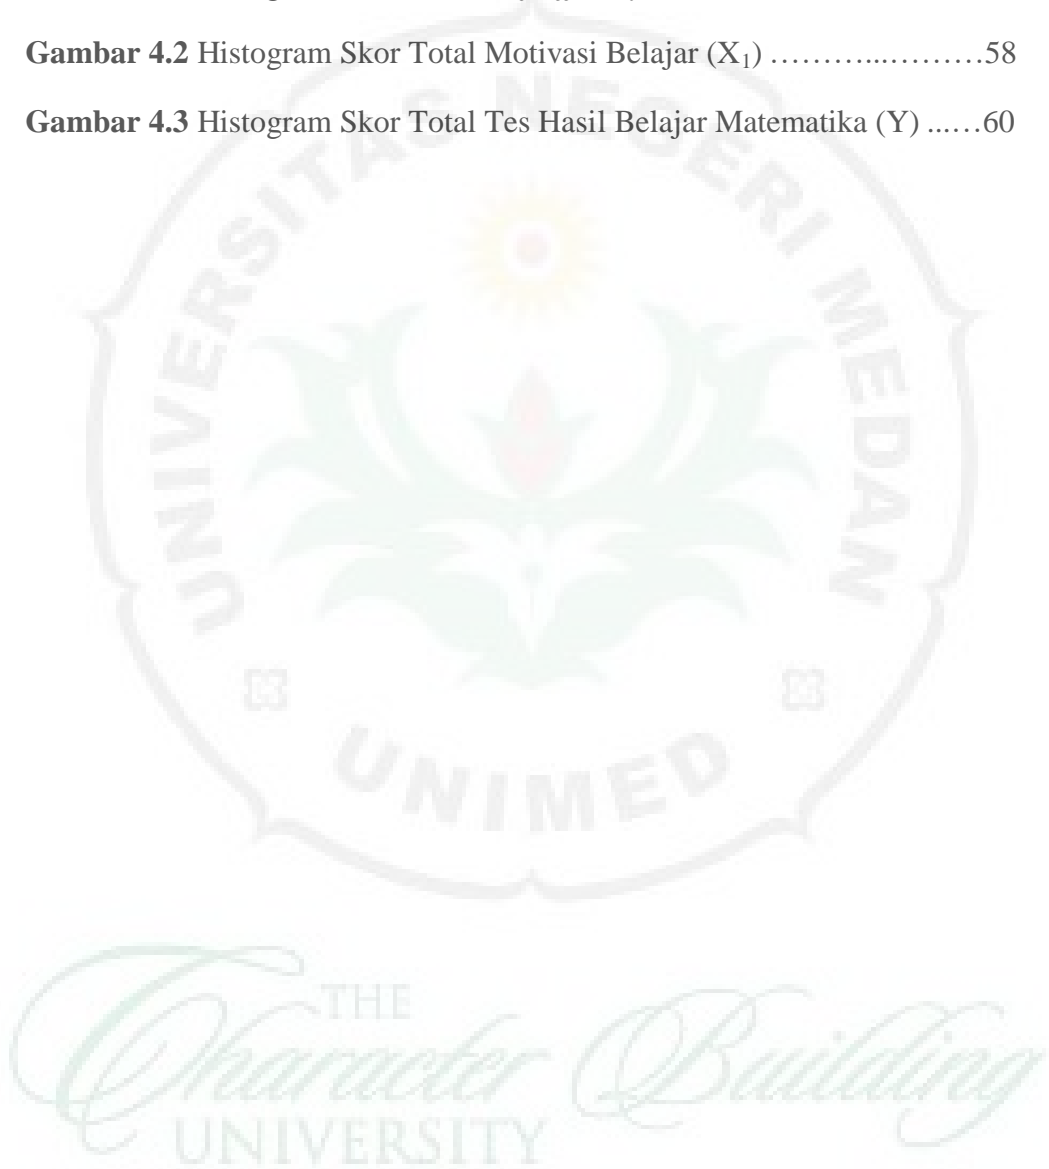 Gambar 4.2 Histogram Skor Total Motivasi Belajar (X₁) ………...………58
Gambar 4.3 Histogram Skor Total Tes Hasil Belajar Matematika (Y) ...…60
UNIVERSITAS NEGERI MEDAN
UNIMED
THE
Character Building
UNIVERSITY